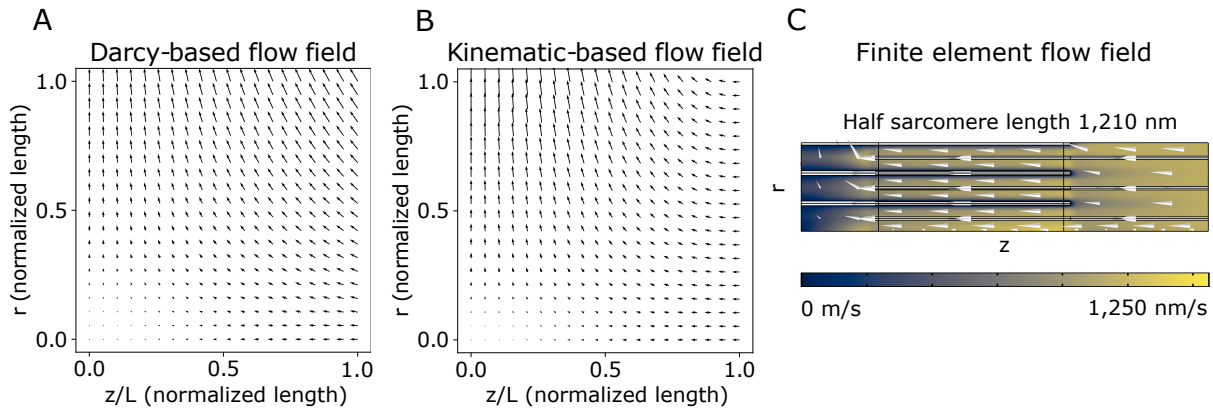 A
Darcy-based flow field
1.0
0.5
0.0
r (normalized length)
0.0
0.5
1.0
z/L (normalized length)
B
Kinematic-based flow field
1.0
0.5
0.0
r (normalized length)
0.0
0.5
1.0
z/L (normalized length)
C
Finite element flow field
Half sarcomere length 1,210 nm
r
z
0 m/s
1,250 nm/s